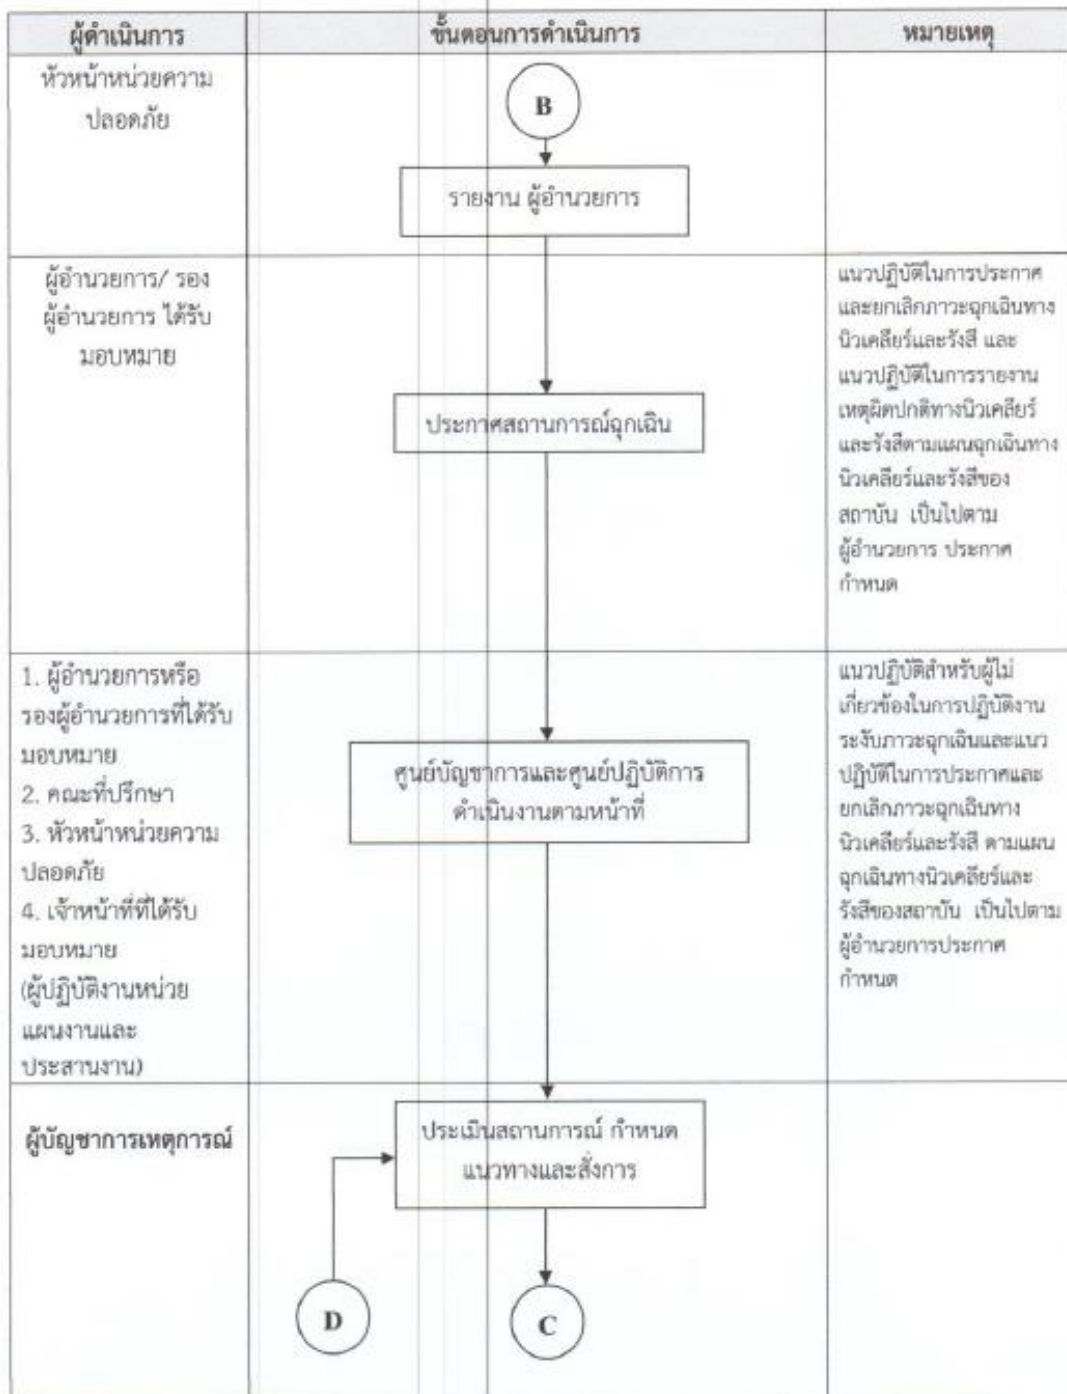 ผู้ดำเนินการ
ขั้นตอนการดำเนินการ
หมายเหตุ
หัวหน้าหน่วยความ
ปลอดภัย
B
รายงาน ผู้อำนวยการ
ผู้อำนวยการ/ รอง
ผู้อำนวยการ ได้รับ
มอบหมาย
ประกาศสถานการณ์ฉุกเฉิน
แนวปฏิบัติในการประกาศ
และยกเลิกภาวะฉุกเฉินทาง
นิวเคลียร์และรังสี และ
แนวปฏิบัติในการรายงาน
เหตุผิดปกติทางนิวเคลียร์
และรังสีตามแผนฉุกเฉินทาง
นิวเคลียร์และรังสีของ
สถาบัน เป็นไปตาม
ผู้อำนวยการ ประกาศ
กำหนด
1. ผู้อำนวยการหรือ
รองผู้อำนวยการที่ได้รับ
มอบหมาย
2. คณะที่ปรึกษา
3. หัวหน้าหน่วยความ
ปลอดภัย
4. เจ้าหน้าที่ที่ได้รับ
มอบหมาย
(ผู้ปฏิบัติงานหน่วย
แผนงานและ
ประสานงาน)
ศูนย์บัญชาการและศูนย์ปฏิบัติการ
ดำเนินงานตามหน้าที่
แนวปฏิบัติสำหรับผู้ไม่
เกี่ยวข้องในการปฏิบัติงาน
ระงับภาวะฉุกเฉินและแนว
ปฏิบัติในการประกาศและ
ยกเลิกภาวะฉุกเฉินทาง
นิวเคลียร์และรังสี ตามแผน
ฉุกเฉินทางนิวเคลียร์และ
รังสีของสถาบัน เป็นไปตาม
ผู้อำนวยการประกาศ
กำหนด
ผู้บัญชาการเหตุการณ์
ประเมินสถานการณ์ กำหนด
แนวทางและสั่งการ
D
C